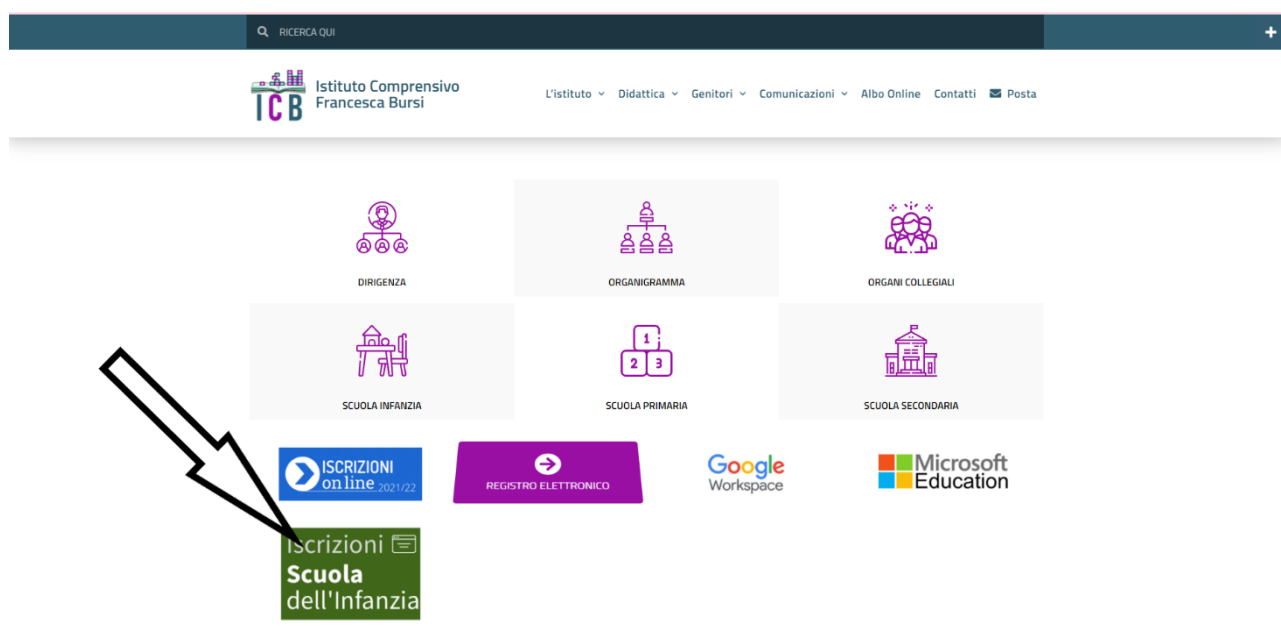 RICERCA QUI
ICB
Istituto Comprensivo
Francesca Bursi
L'istituto Didattica Genitori Comunicazioni Albo Online Contatti Posta
DIRIGENZA
ORGANIGRAMMA
ORGANI COLLEGIALI
1
2 3
SCUOLA INFANZIA
SCUOLA PRIMARIA
SCUOLA SECONDARIA
ISCRIZIONI
on line 2021/22
REGISTRO ELETTRONICO
Google
Workspace
Microsoft
Education
Iscrizioni
Scuola
dell'Infanzia